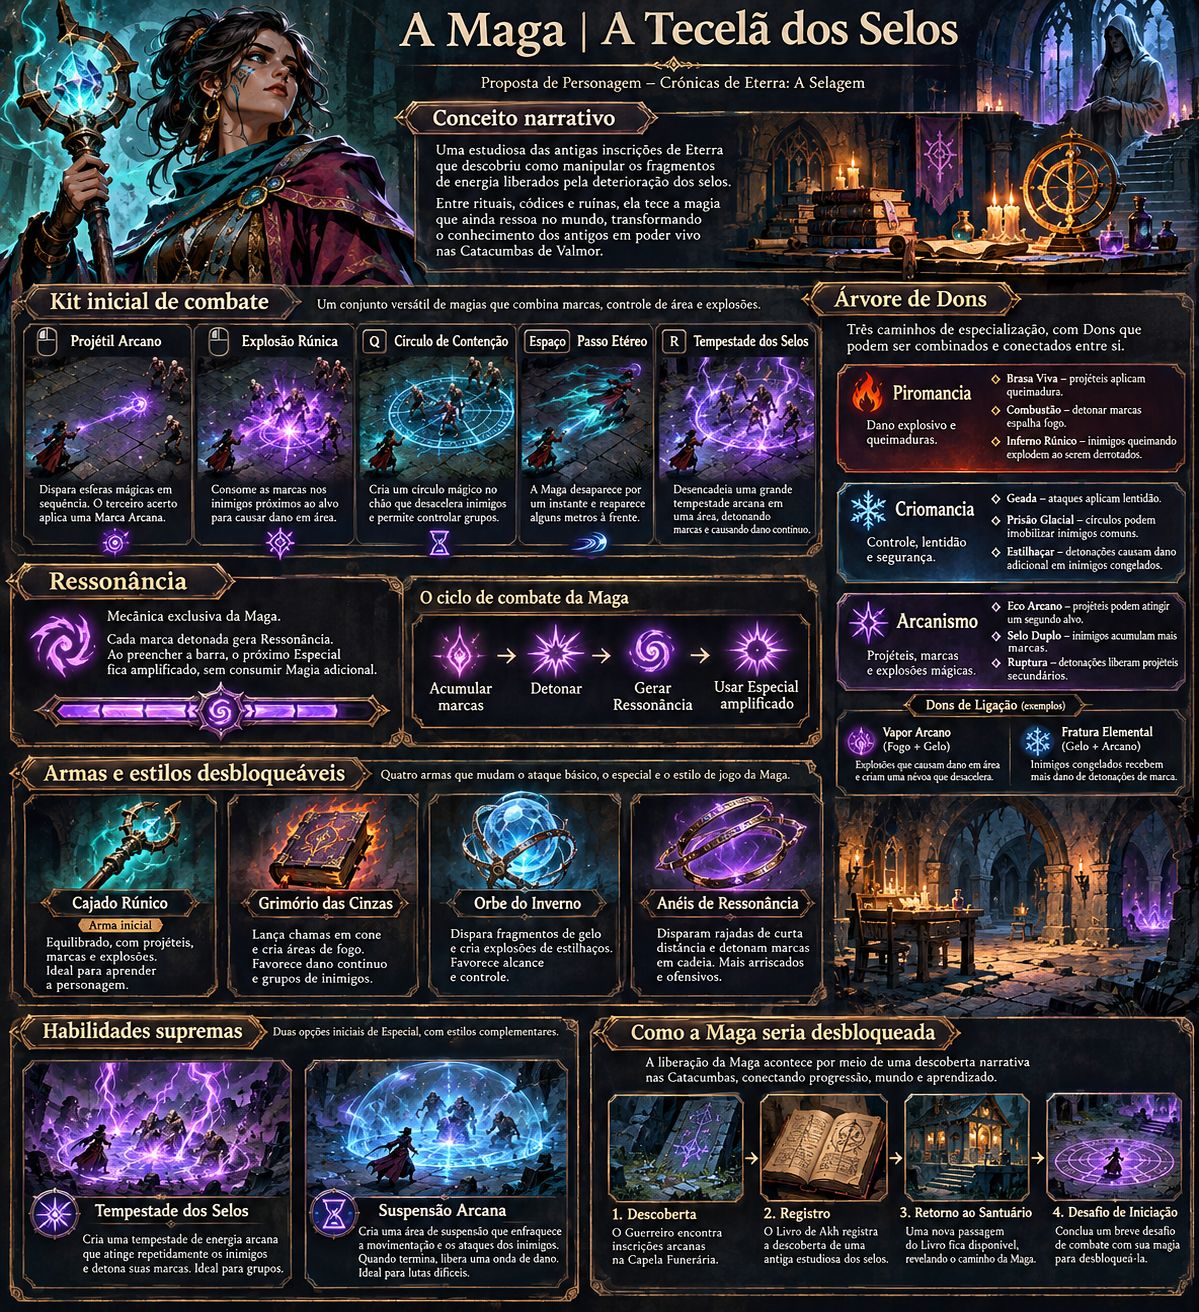 A Maga | A Tecelã dos Selos
Proposta de Personagem – Crónicas de Eterra: A Selagem
Conceito narrativo
Uma estudiosa das antigas inscrições de Eterra
que descobriu como manipular os fragmentos
de energia liberados pela deterioração dos selos.
Entre rituais, códices e ruínas, ela tece a magia
que ainda ressoa no mundo, transformando
o conhecimento dos antigos em poder vivo
nas Catacumbas de Valmor.
Kit inicial de combate
Um conjunto versátil de magias que combina marcas, controle de área e explosões.
Projétil Arcano
Dispara esferas mágicas em
sequência. O terceiro acerto
aplica uma Marca Arcana.
Explosão Rúnica
Consome as marcas nos
inimigos próximos ao alvo
para causar dano em área.
Q Círculo de Contenção
Cria um círculo mágico no
chão que desacelera inimigos
e permite controlar grupos.
Espaço Passo Etéreo
A Maga desaparece por
um instante e reaparece
alguns metros à frente.
R Tempestade dos Selos
Desencadeia uma grande
tempestade arcana em
uma área, detonando
marcas e causando dano contínuo.
Árvore de Dons
Três caminhos de especialização, com Dons que
podem ser combinados e conectados entre si.
Piromancia
Dano explosivo e
queimaduras.
Brasa Viva – projéteis aplicam
queimadura.
Combustão – detonar marcas
espalha fogo.
Inferno Rúnico – inimigos queimando
explodem ao serem derrotados.
Criomancia
Controle, lentidão
e segurança.
Geada – ataques aplicam lentidão.
Prisão Glacial – círculos podem
imobilizar inimigos comuns.
Estilhaçar – detonações causam dano
adicional em inimigos congelados.
Arcanismo
Projéteis, marcas
e explosões mágicas.
Eco Arcano – projéteis podem atingir
um segundo alvo.
Selo Duplo – inimigos acumulam mais
marcas.
Ruptura – detonações liberam projéteis
secundários.
Dons de Ligação (exemplos)
Vapor Arcano
(Fogo + Gelo)
Explosões que causam dano em área
e criam uma névoa que desacelera.
Fratura Elemental
(Gelo + Arcano)
Inimigos congelados recebem
mais dano de detonações de marca.
Ressonância
Mecânica exclusiva da Maga.
Cada marca detonada gera Ressonância.
Ao preencher a barra, o próximo Especial
fica amplificado, sem consumir Magia adicional.
O ciclo de combate da Maga
Acumular
marcas
Detonar
Gerar
Ressonância
Usar Especial
amplificado
Armas e estilos desbloqueáveis
Quatro armas que mudam o ataque básico, o especial e o estilo de jogo da Maga.
Cajado Rúnico
Arma inicial
Equilibrado, com projéteis,
marcas e explosões.
Ideal para aprender
a personagem.
Grimório das Cinzas
Lança chamas em cone
e cria áreas de fogo.
Favorece dano contínuo
e grupos de inimigos.
Orbe do Inverno
Dispara fragmentos de gelo
e cria explosões de estilhaços.
Favorece alcance
e controle.
Anéis de Ressonância
Disparam rajadas de curta
distância e detonam marcas
em cadeia. Mais arriscados
e ofensivos.
Habilidades supremas
Duas opções iniciais de Especial, com estilos complementares.
Tempestade dos Selos
Cria uma tempestade de energia arcana
que atinge repetidamente os inimigos
e detona suas marcas. Ideal para grupos.
Suspensão Arcana
Cria uma área de suspensão que enfraquece
a movimentação e os ataques dos inimigos.
Quando termina, libera uma onda de dano.
Ideal para lutas difíceis.
Como a Maga seria desbloqueada
A liberação da Maga acontece por meio de uma descoberta narrativa
nas Catacumbas, conectando progressão, mundo e aprendizado.
1. Descoberta
O Guerreiro encontra
inscrições arcanas
na Capela Funerária.
2. Registro
O Livro de Akh registra
a descoberta de uma
antiga estudiosa dos selos.
3. Retorno ao Santuário
Uma nova passagem
do Livro fica disponível,
revelando o caminho da Maga.
4. Desafio de Iniciação
Conclua um breve desafio
de combate com sua magia
para desbloqueá-la.